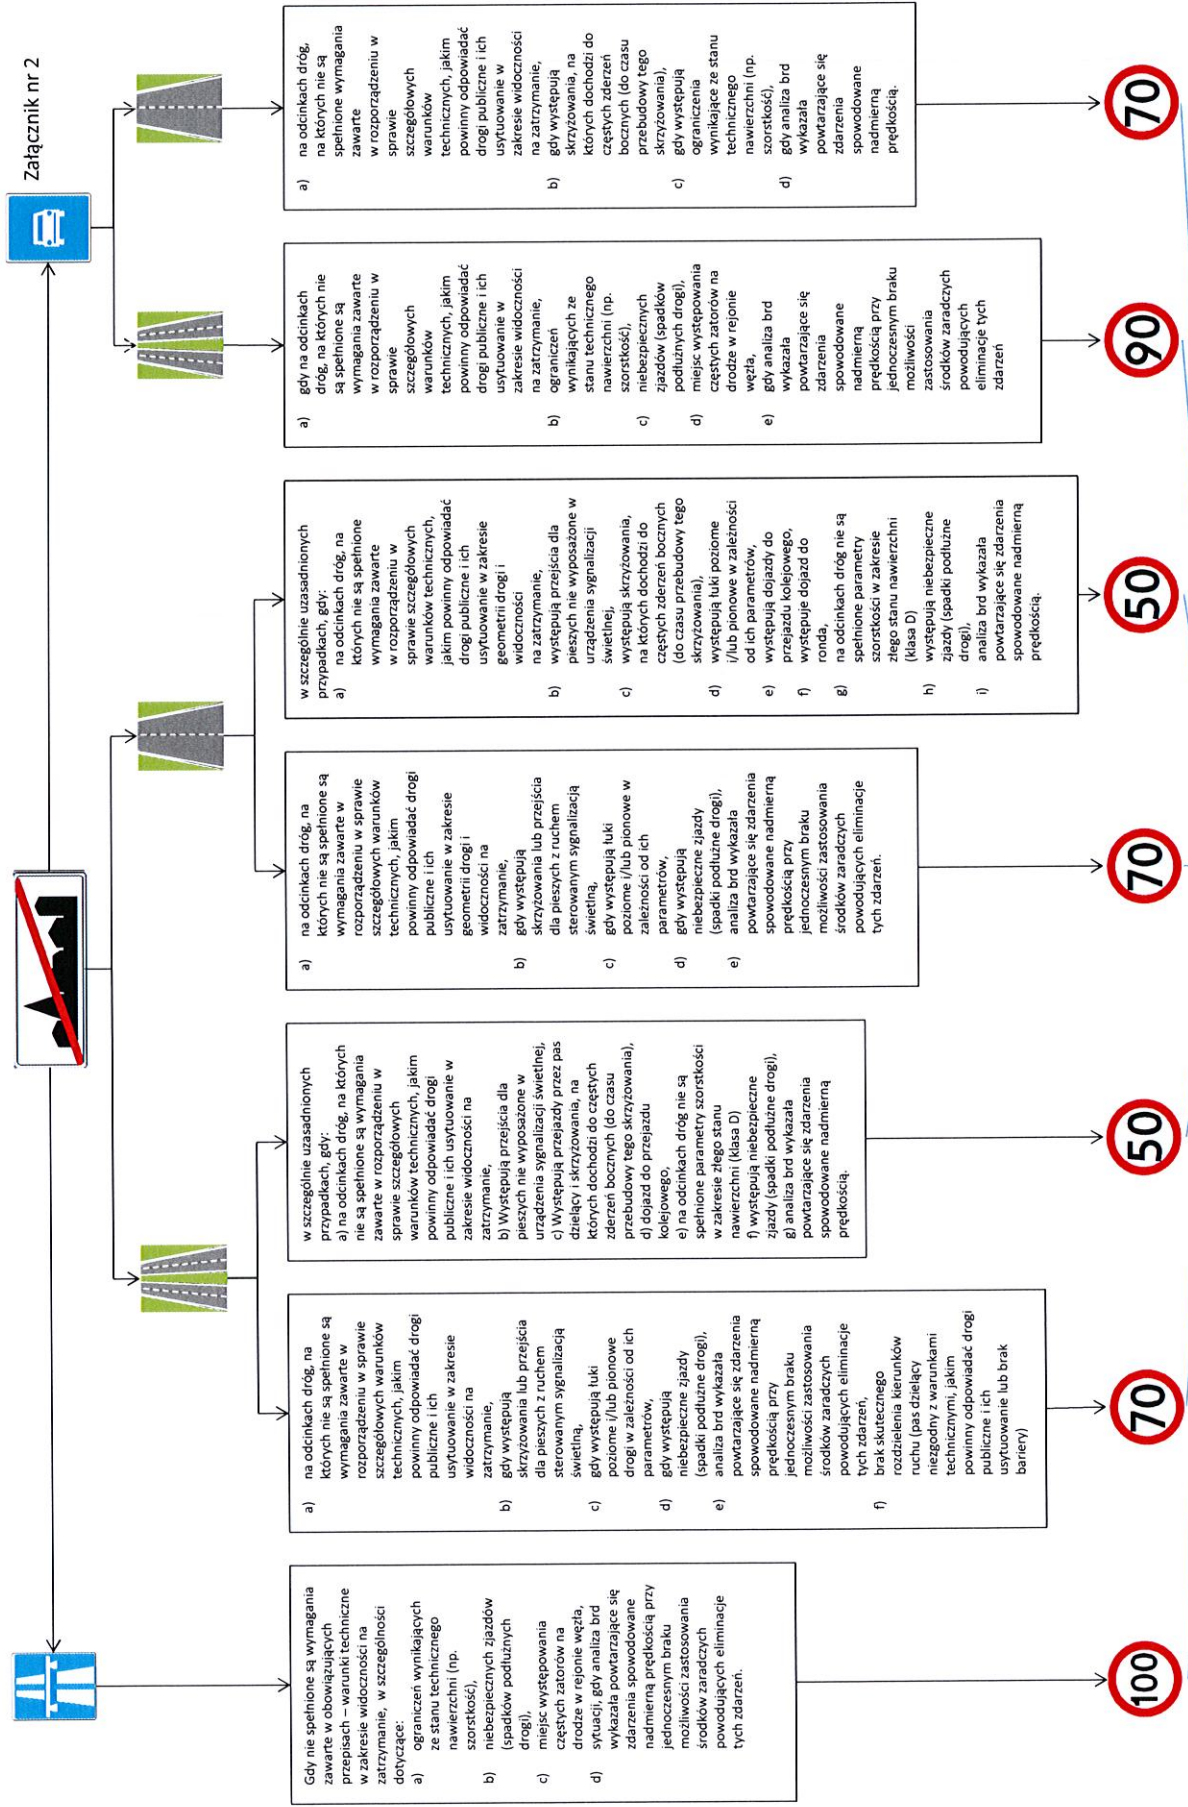 Załącznik nr 2
Gdy nie spełnione są wymagania
zawarte w obowiązujących
przepisach – warunki techniczne
w zakresie widoczności na
zatrzymanie, w szczególności
dotyczące:
a) ograniczeń wynikających
ze stanu technicznego
nawierzchni (np.
szorstkość),
b) niebezpiecznych zjazdów
(spadków podłużnych
drogi),
c) miejsc występowania
częstych zatorów na
drodze w rejonie węzła,
d) sytuacji, gdy analiza brd
wykazała powtarzające się
zdarzenia spowodowane
nadmierną prędkością przy
jednoczesnym braku
możliwości zastosowania
środków zaradczych
powodujących eliminacje
tych zdarzeń.
100
a) na odcinkach dróg, na
których nie są spełnione są
wymagania zawarte w
rozporządzeniu w sprawie
szczegółowych warunków
technicznych, jakim
powinny odpowiadać drogi
publiczne i ich
usytuowanie w zakresie
widoczności na
zatrzymanie,
b) gdy występują
skrzyżowania lub przejścia
dla pieszych z ruchem
sterowanym sygnalizacją
świetlną,
c) gdy występują łuki
poziome i/lub pionowe
drogi w zależności od ich
parametrów,
d) gdy występują
niebezpieczne zjazdy
(spadki podłużne drogi),
e) analiza brd wykazała
powtarzające się zdarzenia
spowodowane nadmierną
prędkością przy
jednoczesnym braku
możliwości zastosowania
środków zaradczych
powodujących eliminacje
tych zdarzeń,
f) brak skutecznego
rozdzielenia kierunków
ruchu (pas dzielący
niezgodny z warunkami
technicznymi, jakim
powinny odpowiadać drogi
publiczne i ich
usytuowanie lub brak
bariery)
70
w szczególnie uzasadnionych
przypadkach, gdy:
a) na odcinkach dróg, na których
nie są spełnione są wymagania
zawarte w rozporządzeniu w
sprawie szczegółowych
warunków technicznych, jakim
powinny odpowiadać drogi
publiczne i ich usytuowanie w
zakresie widoczności na
zatrzymanie,
b) Występują przejścia dla
pieszych nie wyposażone w
urządzenia sygnalizacji świetlnej,
c) Występują przejazdy przez pas
dzielący i skrzyżowania, na
których dochodzi do częstych
zderzeń bocznych (do czasu
przebudowy tego skrzyżowania),
d) dojazd do przejazdu
kolejowego,
e) na odcinkach dróg nie są
spełnione parametry szorstkości
w zakresie złego stanu
nawierzchni (klasa D)
f) występują niebezpieczne
zjazdy (spadki podłużne drogi),
g) analiza brd wykazała
powtarzające się zdarzenia
spowodowane nadmierną
prędkością.
50
a) na odcinkach dróg, na
których nie są spełnione są
wymagania zawarte w
rozporządzeniu w sprawie
szczegółowych warunków
technicznych, jakim
powinny odpowiadać drogi
publiczne i ich
usytuowanie w zakresie
geometrii drogi i
widoczności na
zatrzymanie,
b) gdy występują
skrzyżowania lub przejścia
dla pieszych z ruchem
sterowanym sygnalizacją
świetlną,
c) gdy występują łuki
poziome i/lub pionowe w
zależności od ich
parametrów,
d) gdy występują
niebezpieczne zjazdy
(spadki podłużne drogi),
e) analiza brd wykazała
powtarzające się zdarzenia
spowodowane nadmierną
prędkością przy
jednoczesnym braku
możliwości zastosowania
środków zaradczych
powodujących eliminacje
tych zdarzeń.
70
w szczególnie uzasadnionych
przypadkach, gdy:
a) na odcinkach dróg, na
których nie są spełnione
wymagania zawarte
w rozporządzeniu w
sprawie szczegółowych
warunków technicznych,
jakim powinny odpowiadać
drogi publiczne i ich
usytuowanie w zakresie
geometrii drogi i
widoczności
na zatrzymanie,
b) występują przejścia dla
pieszych nie wyposażone w
urządzenia sygnalizacji
świetlnej,
c) występują skrzyżowania,
na których dochodzi do
częstych zderzeń bocznych
(do czasu przebudowy tego
skrzyżowania),
d) występują łuki poziome
i/lub pionowe w zależności
od ich parametrów,
e) występują dojazdy do
przejazdu kolejowego,
f) występuje dojazd do
ronda,
g) na odcinkach dróg nie są
spełnione parametry
szorstkości w zakresie
złego stanu nawierzchni
(klasa D)
h) występują niebezpieczne
zjazdy (spadki podłużne
drogi),
i) analiza brd wykazała
powtarzające się zdarzenia
spowodowane nadmierną
prędkością.
50
a) gdy na odcinkach
dróg, na których nie
są spełnione są
wymagania zawarte
w rozporządzeniu w
sprawie
szczegółowych
warunków
technicznych, jakim
powinny odpowiadać
drogi publiczne i ich
usytuowanie w
zakresie widoczności
na zatrzymanie,
b) ograniczeń
wynikających ze
stanu technicznego
nawierzchni (np.
szorstkość),
c) niebezpiecznych
zjazdów (spadków
podłużnych drogi),
d) miejsc występowania
częstych zatorów na
drodze w rejonie
węzła,
e) gdy analiza brd
wykazała
powtarzające się
zdarzenia
spowodowane
nadmierną
prędkością przy
jednoczesnym braku
możliwości
zastosowania
środków zaradczych
powodujących
eliminacje tych
zdarzeń
90
a) na odcinkach dróg,
na których nie są
spełnione wymagania
zawarte
w rozporządzeniu w
sprawie
szczegółowych
warunków
technicznych, jakim
powinny odpowiadać
drogi publiczne i ich
usytuowanie w
zakresie widoczności
na zatrzymanie,
b) gdy występują
skrzyżowania, na
których dochodzi do
częstych zderzeń
bocznych (do czasu
przebudowy tego
skrzyżowania),
c) gdy występują
ograniczenia
wynikające ze stanu
technicznego
nawierzchni (np.
szorstkość),
d) gdy analiza brd
wykazała
powtarzające się
zdarzenia
spowodowane
nadmierną
prędkością.
70